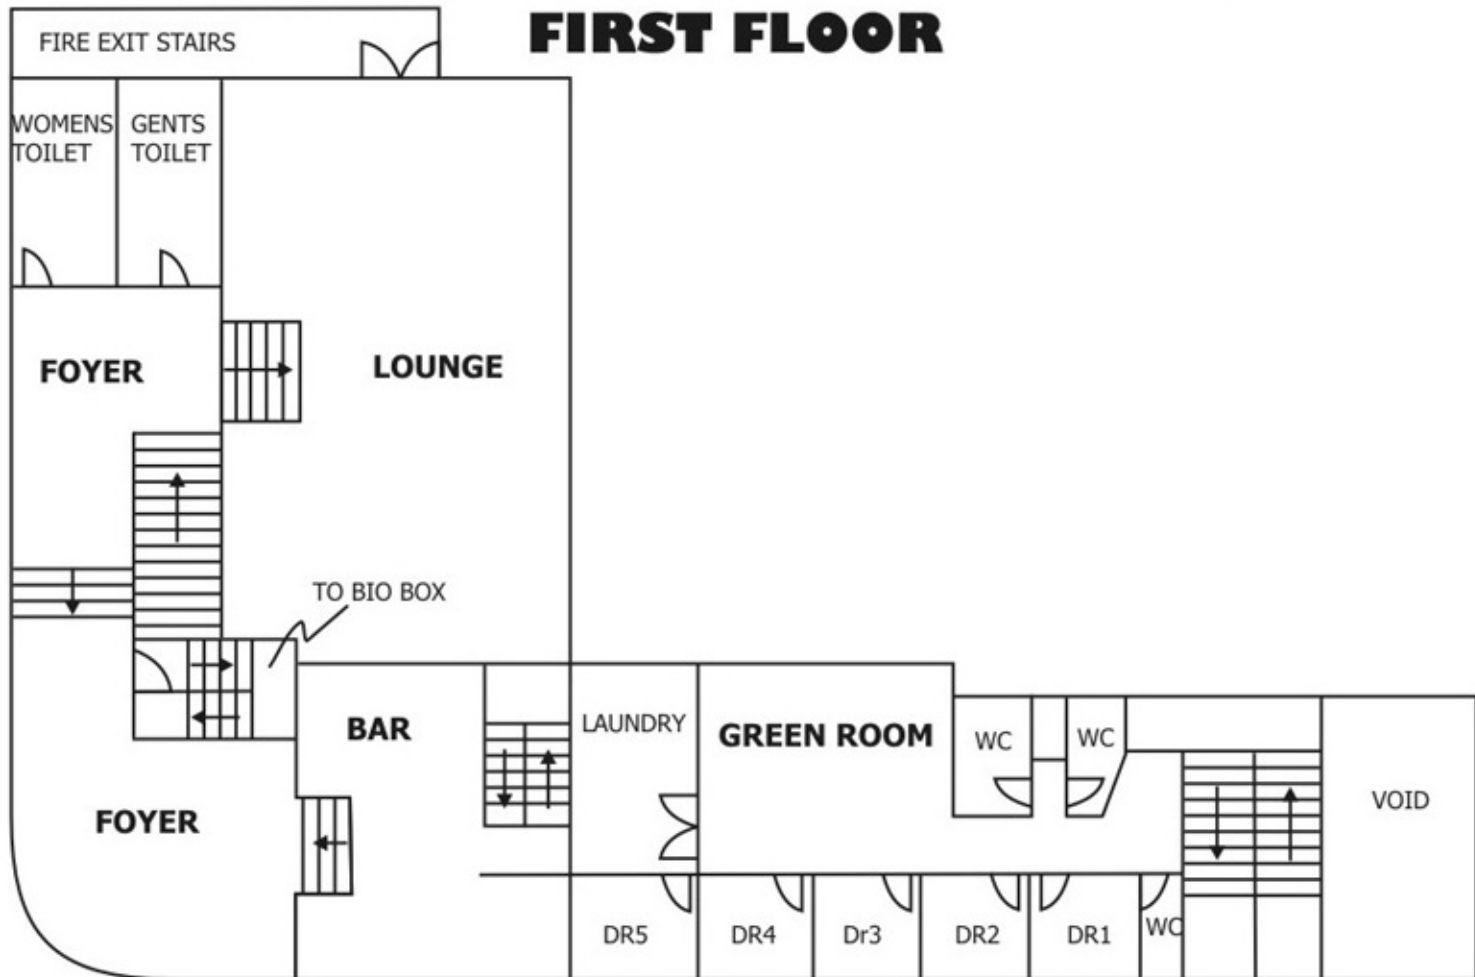 FIRST FLOOR
FIRE EXIT STAIRS
WOMENS
TOILET
GENTS
TOILET
FOYER
LOUNGE
TO BIO BOX
BAR
LAUNDRY
GREEN ROOM
WC
WC
VOID
FOYER
DR5
DR4
Dr3
DR2
DR1
WC